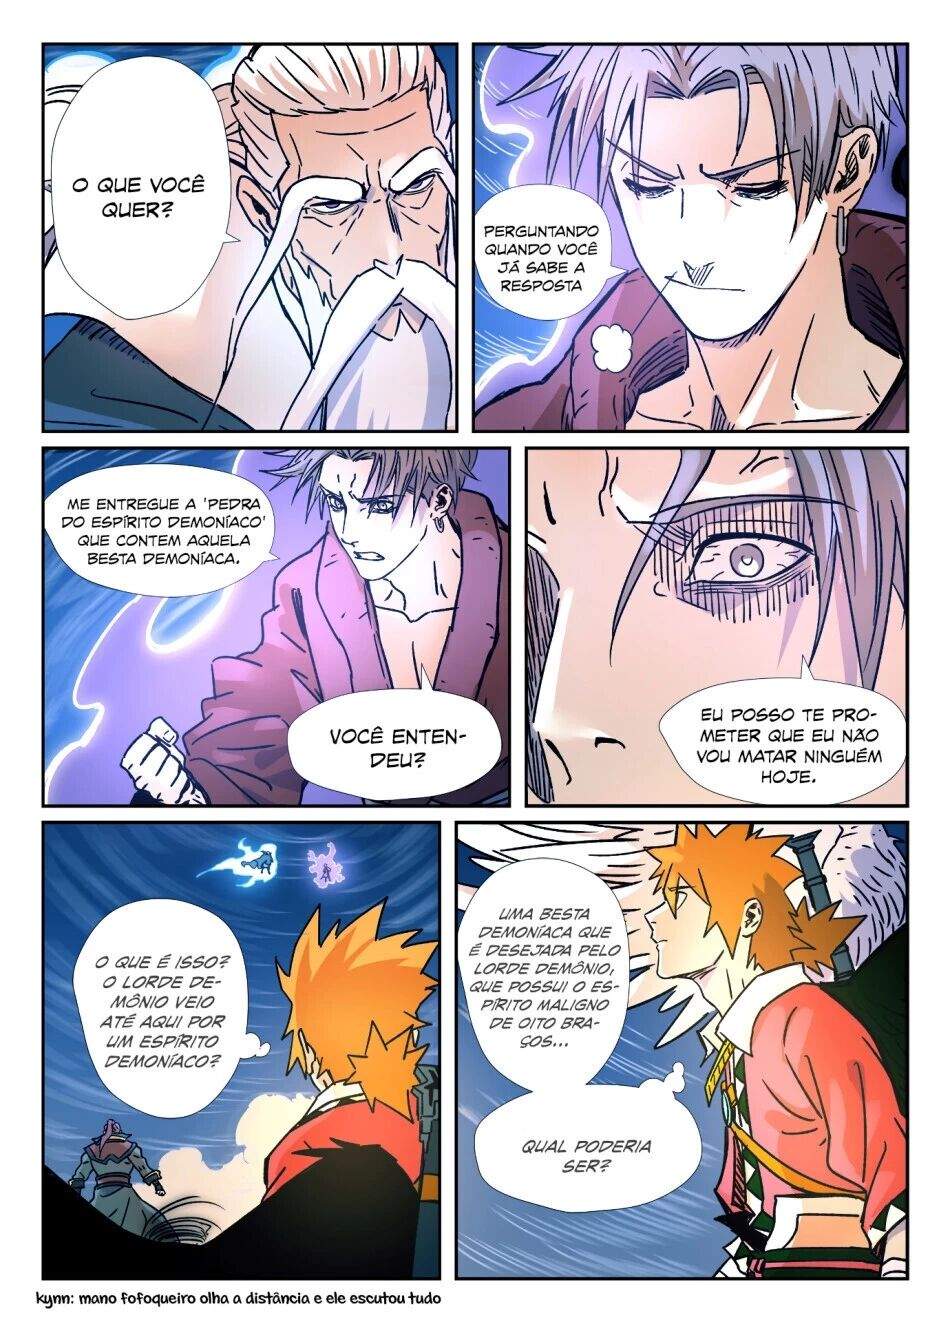 O QUE VOCÊ
QUER?
PERGUNTANDO
QUANDO VOCÊ
JÁ SABE A
RESPOSTA
ME ENTREGUE A 'PEDRA
DO ESPÍRITO DEMONÍACO'
QUE CONTEM AQUELA
BESTA DEMONÍACA.
VOCÊ ENTEN-
DEU?
EU POSSO TE PRO-
METER QUE EU NÃO
VOU MATAR NINGUÉM
HOJE.
O QUE É ISSO?
O LORDE DE-
MÔNIO VEIO
ATÉ AQUI POR
UM ESPÍRITO
DEMONÍACO?
UMA BESTA
DEMONÍACA QUE
É DESEJADA PELO
LORDE DEMÔNIO;
QUE POSSUI O ES-
PÍRITO MALIGNO
DE OITO BRA-
ÇOS...
QUAL PODERIA
SER?
kynn: mano fofoqueiro olha a distância e ele escutou tudo